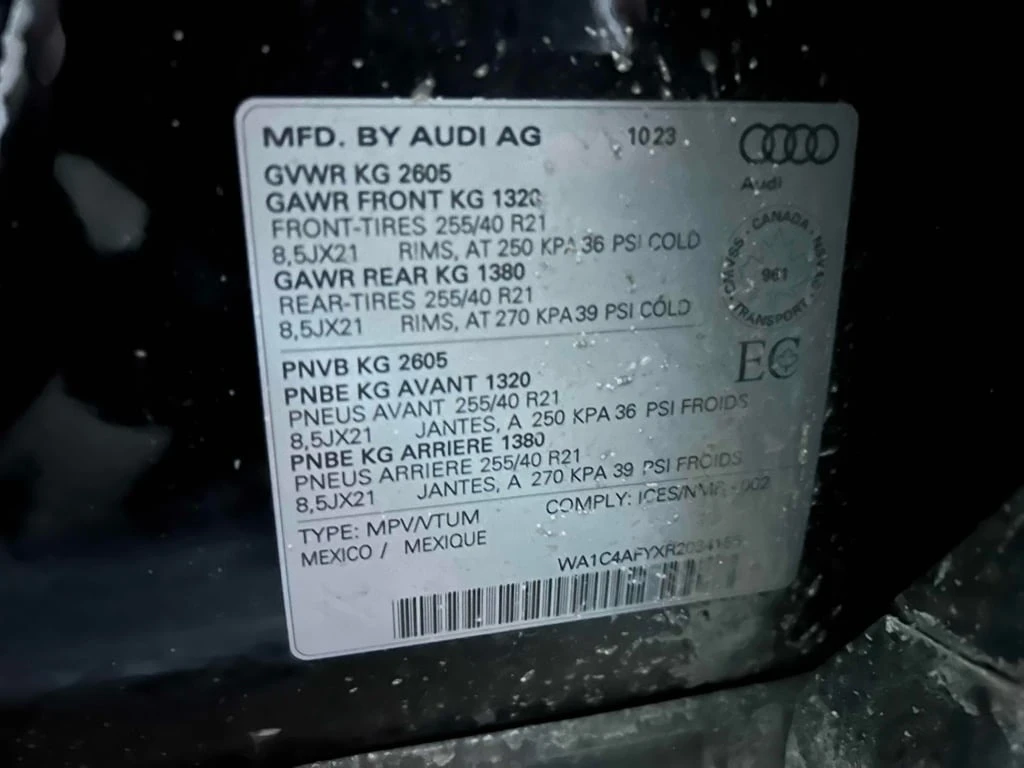 MFD. BY AUDI AG 1023
Audi
GVWR KG 2605
GAWR FRONT KG 1320
FRONT-TIRES 255/40 R21
8,5JX21 RIMS, AT 250 KPA 36 PSI COLD
GAWR REAR KG 1380
REAR-TIRES 255/40 R21
8,5JX21 RIMS, AT 270 KPA 39 PSI COLD
CANADA · NSVAC · TRANSPORT · CMVSS
961
EC
PNVB KG 2605
PNBE KG AVANT 1320
PNEUS AVANT 255/40 R21
8,5JX21 JANTES, A 250 KPA 36 PSI FROIDS
PNBE KG ARRIERE 1380
PNEUS ARRIERE 255/40 R21
8,5JX21 JANTES, A 270 KPA 39 PSI FROIDS
TYPE: MPV/VTUM COMPLY:
MEXICO / MEXIQUE